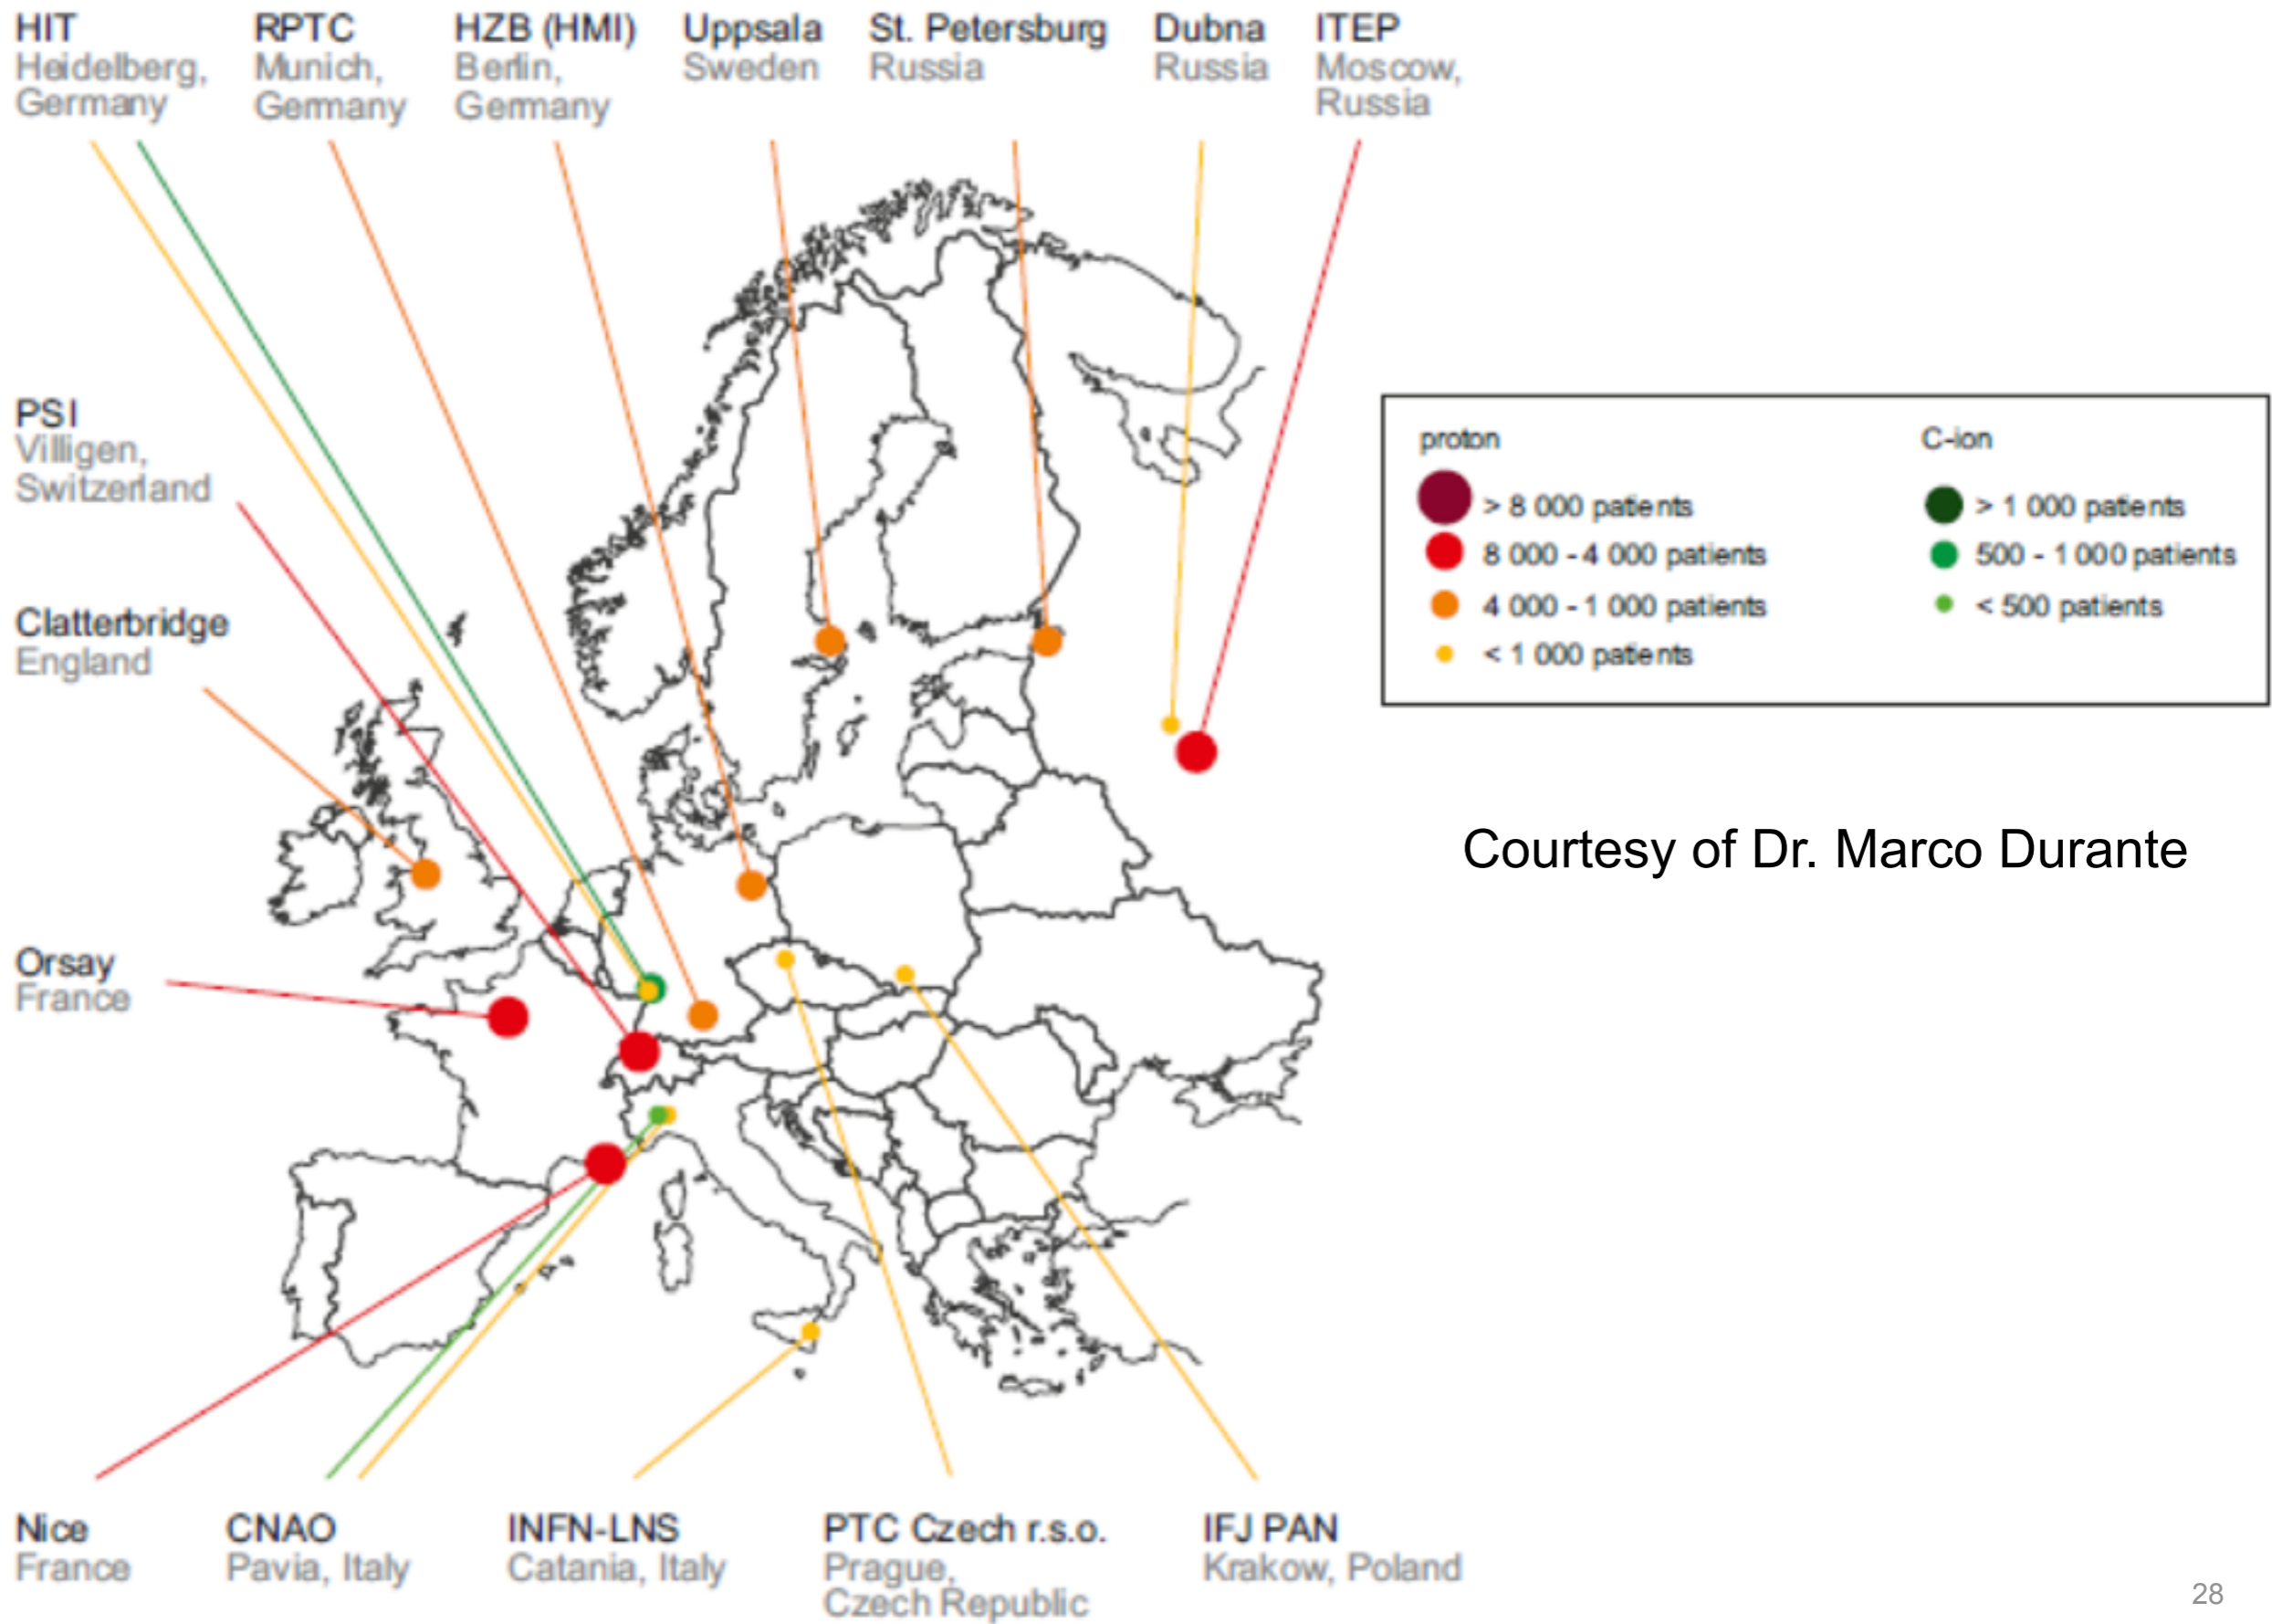 HIT
Heidelberg,
Germany
RPTC
Munich,
Germany
HZB (HMI)
Berlin,
Germany
Uppsala
Sweden
St. Petersburg
Russia
Dubna
Russia
ITEP
Moscow,
Russia
PSI
Villigen,
Switzerland
Clatterbridge
England
Orsay
France
proton
> 8 000 patients
8 000 - 4 000 patients
4 000 - 1 000 patients
< 1 000 patients
C-ion
> 1 000 patients
500 - 1 000 patients
< 500 patients
Courtesy of Dr. Marco Durante
Nice
France
CNAO
Pavia, Italy
INFN-LNS
Catania, Italy
PTC Czech r.s.o.
Prague,
Czech Republic
IFJ PAN
Krakow, Poland
28